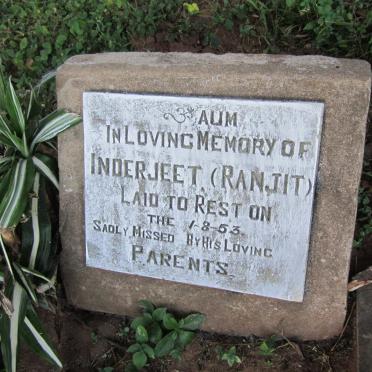 ॐ AUM
IN LOVING MEMORY OF
INDERJEET (RANJIT)
LAID TO REST ON
THE 1-8-53
SADLY MISSED BY HIS LOVING
PARENTS